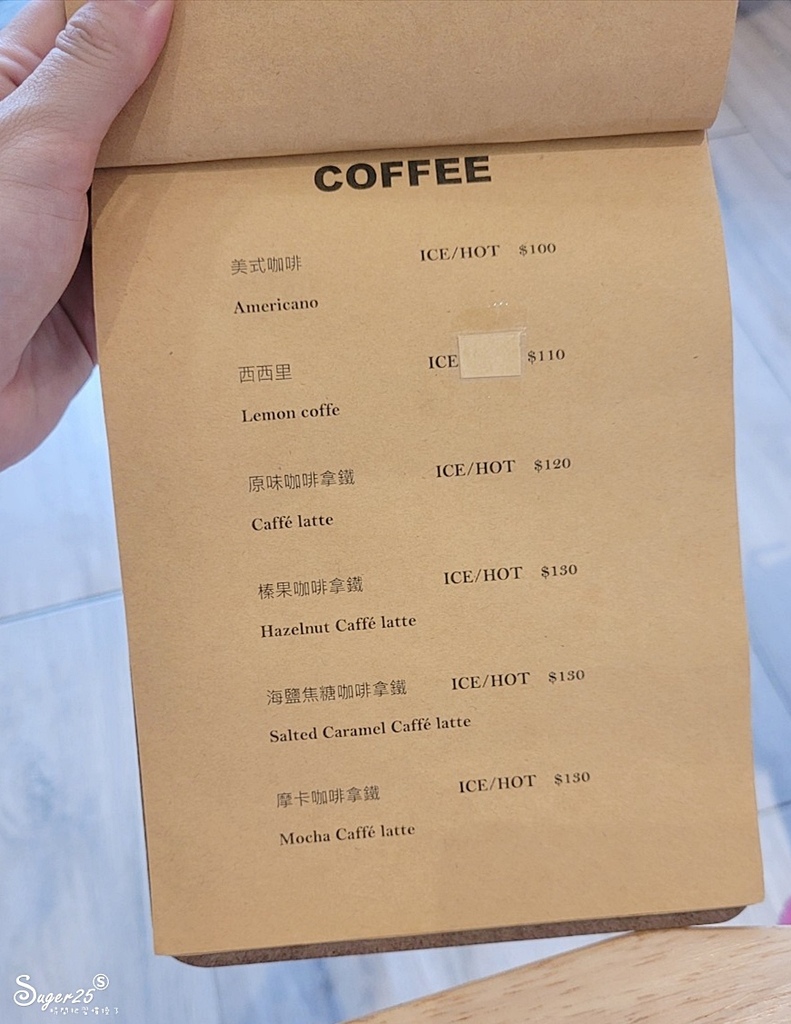 COFFEE
美式咖啡 ICE/HOT $100
Americano
西西里 ICE $110
Lemon coffe
原味咖啡拿鐵 ICE/HOT $120
Caffé latte
榛果咖啡拿鐵 ICE/HOT $130
Hazelnut Caffé latte
海鹽焦糖咖啡拿鐵 ICE/HOT $130
Salted Caramel Caffé latte
摩卡咖啡拿鐵 ICE/HOT $130
Mocha Caffé latte
Suger25 S